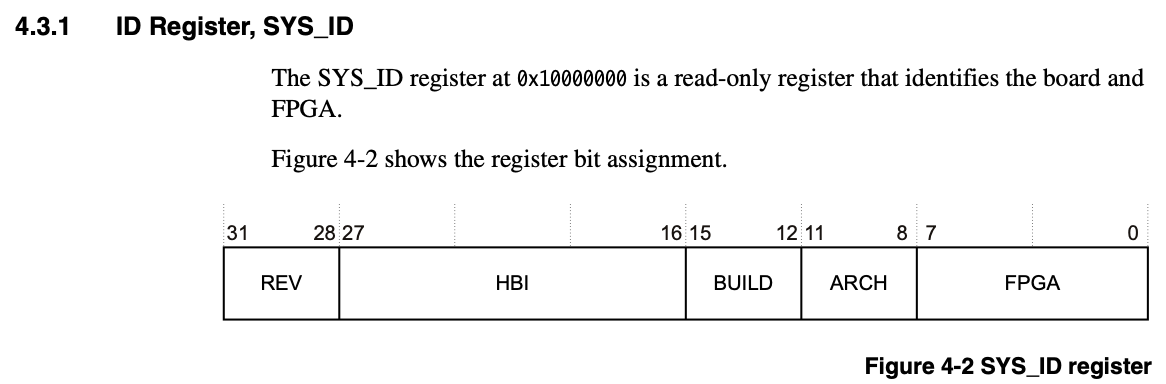 4.3.1 ID Register, SYS_ID
The SYS_ID register at 0x10000000 is a read-only register that identifies the board and
FPGA.
Figure 4-2 shows the register bit assignment.
31 28 27 16 15 12 11 8 7 0
REV HBI BUILD ARCH FPGA
Figure 4-2 SYS_ID register